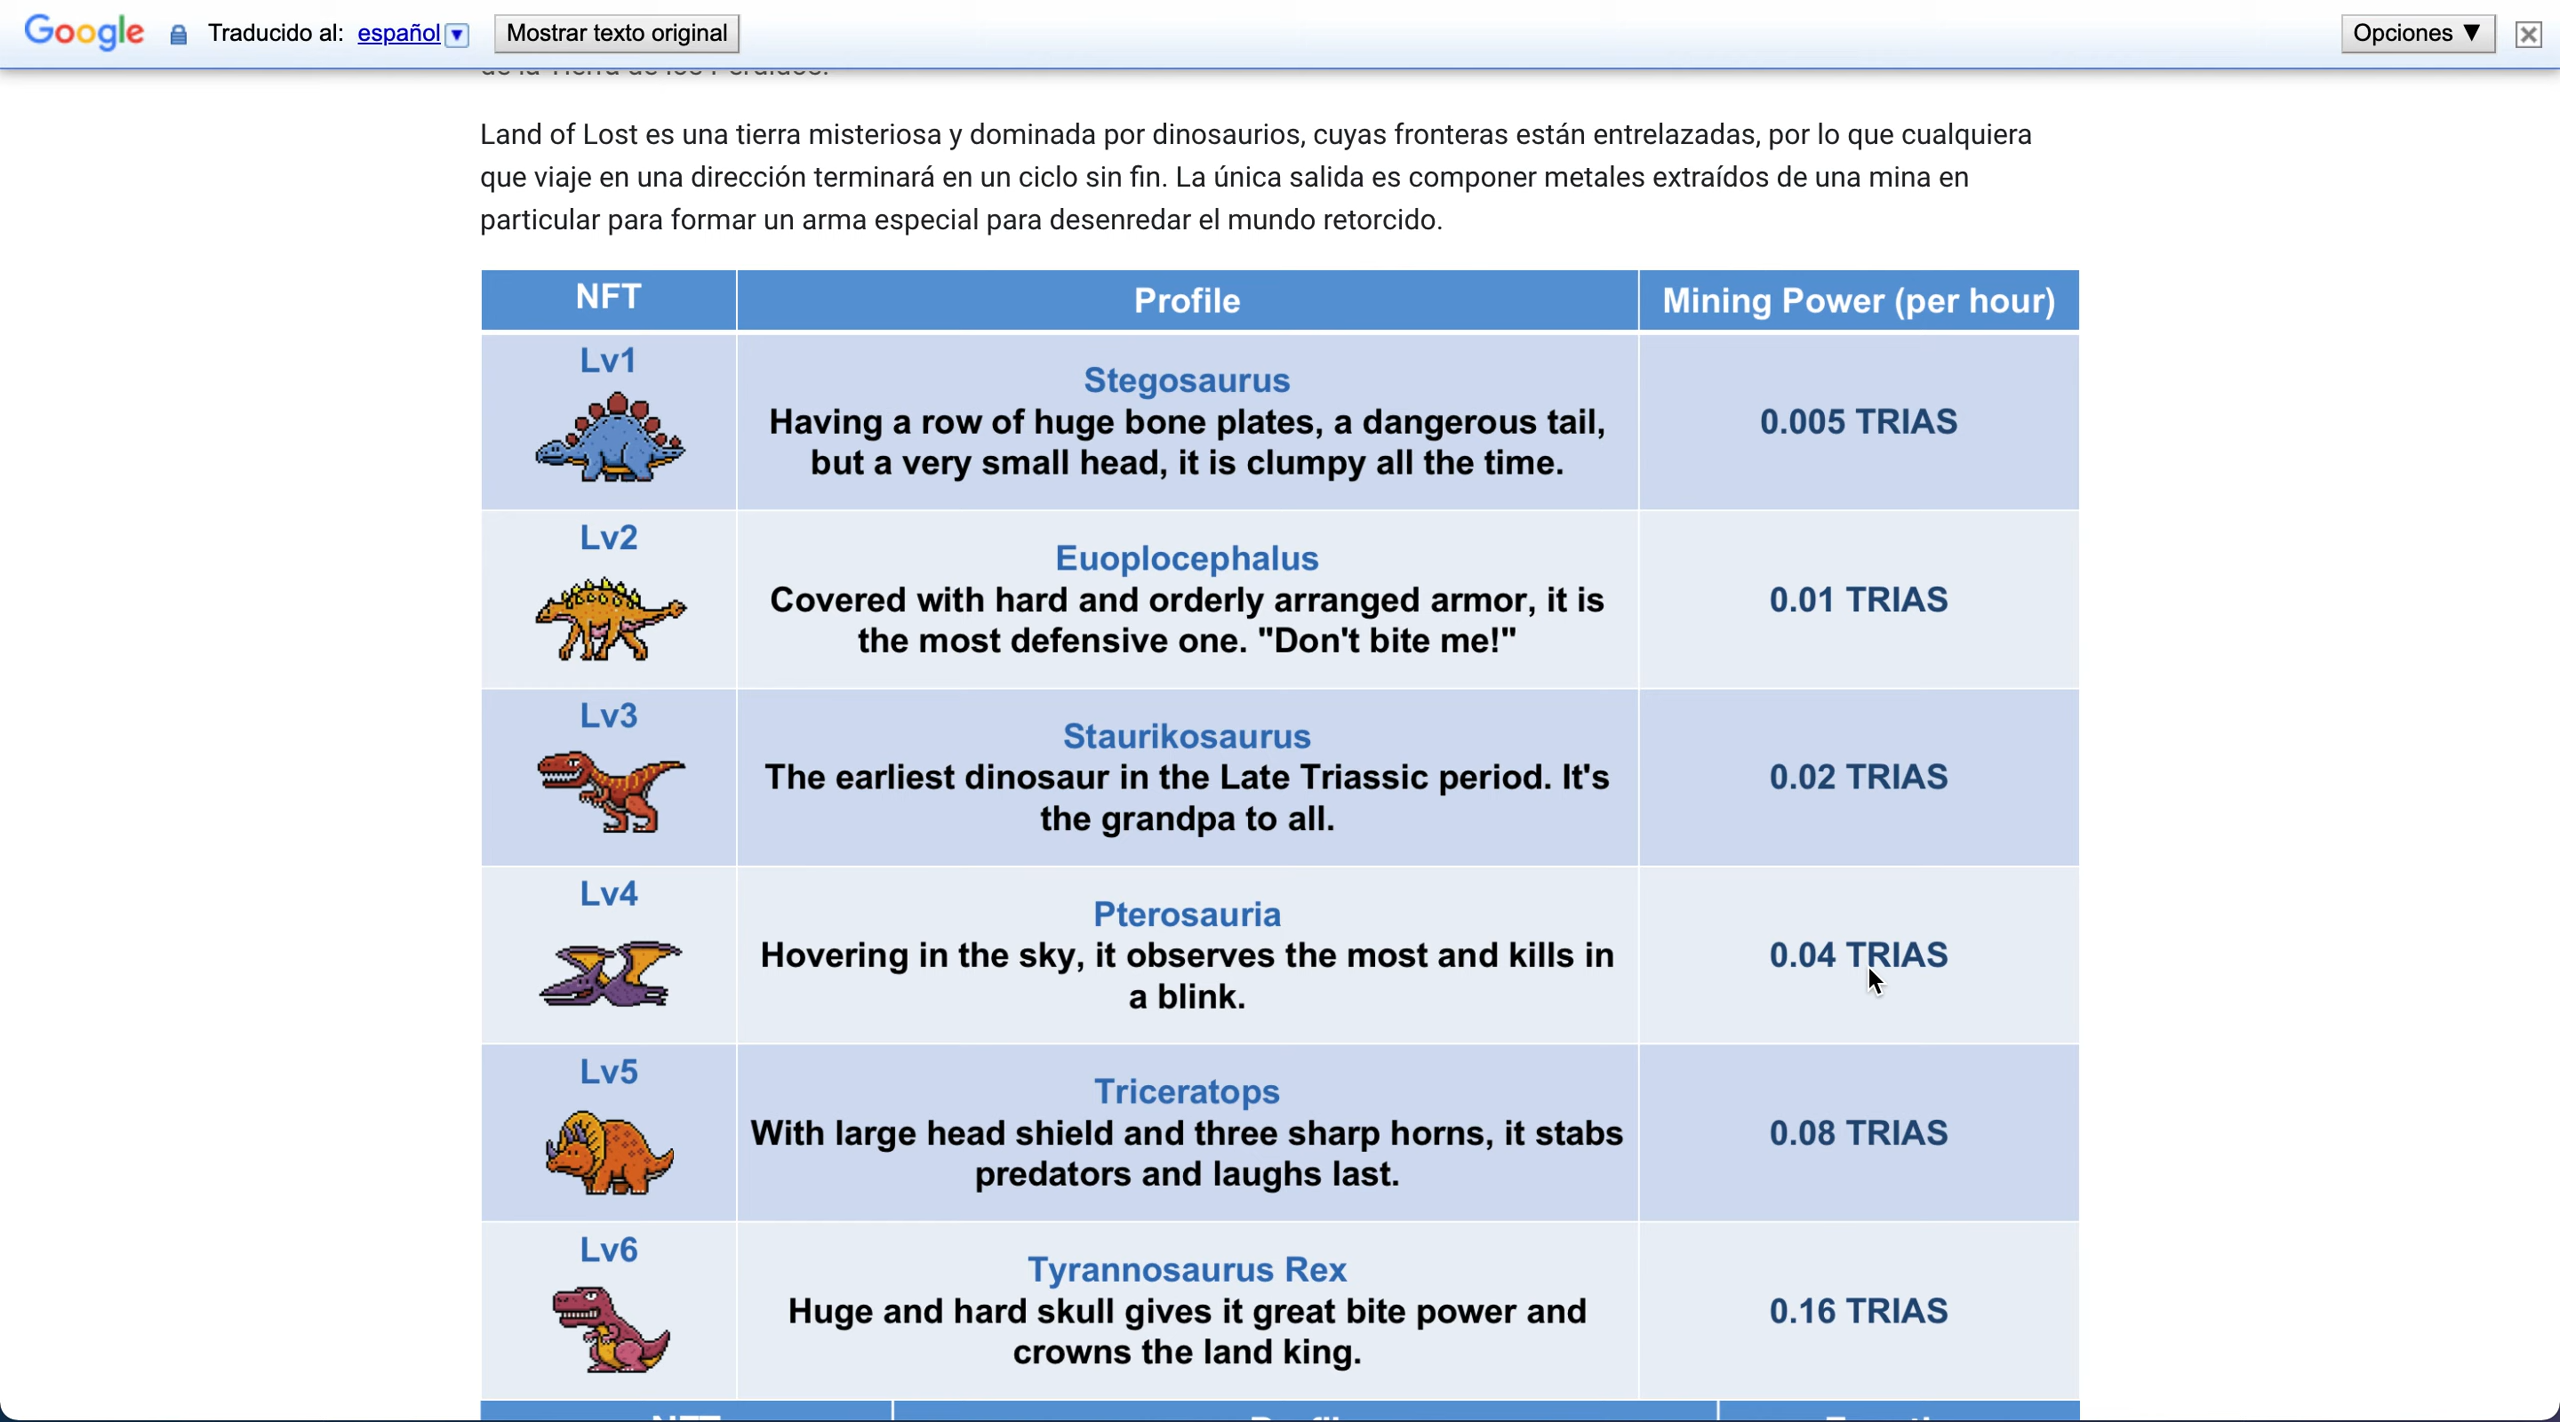 Google Traducido al: español Mostrar texto original Opciones ▼
Land of Lost es una tierra misteriosa y dominada por dinosaurios, cuyas fronteras están entrelazadas, por lo que cualquiera
que viaje en una dirección terminará en un ciclo sin fin. La única salida es componer metales extraídos de una mina en
particular para formar un arma especial para desenredar el mundo retorcido.
NFT Profile Mining Power (per hour)
Lv1
Stegosaurus
Having a row of huge bone plates, a dangerous tail,
but a very small head, it is clumpy all the time.
0.005 TRIAS
Lv2
Euoplocephalus
Covered with hard and orderly arranged armor, it is
the most defensive one. "Don't bite me!"
0.01 TRIAS
Lv3
Staurikosaurus
The earliest dinosaur in the Late Triassic period. It's
the grandpa to all.
0.02 TRIAS
Lv4
Pterosauria
Hovering in the sky, it observes the most and kills in
a blink.
0.04 TRIAS
Lv5
Triceratops
With large head shield and three sharp horns, it stabs
predators and laughs last.
0.08 TRIAS
Lv6
Tyrannosaurus Rex
Huge and hard skull gives it great bite power and
crowns the land king.
0.16 TRIAS